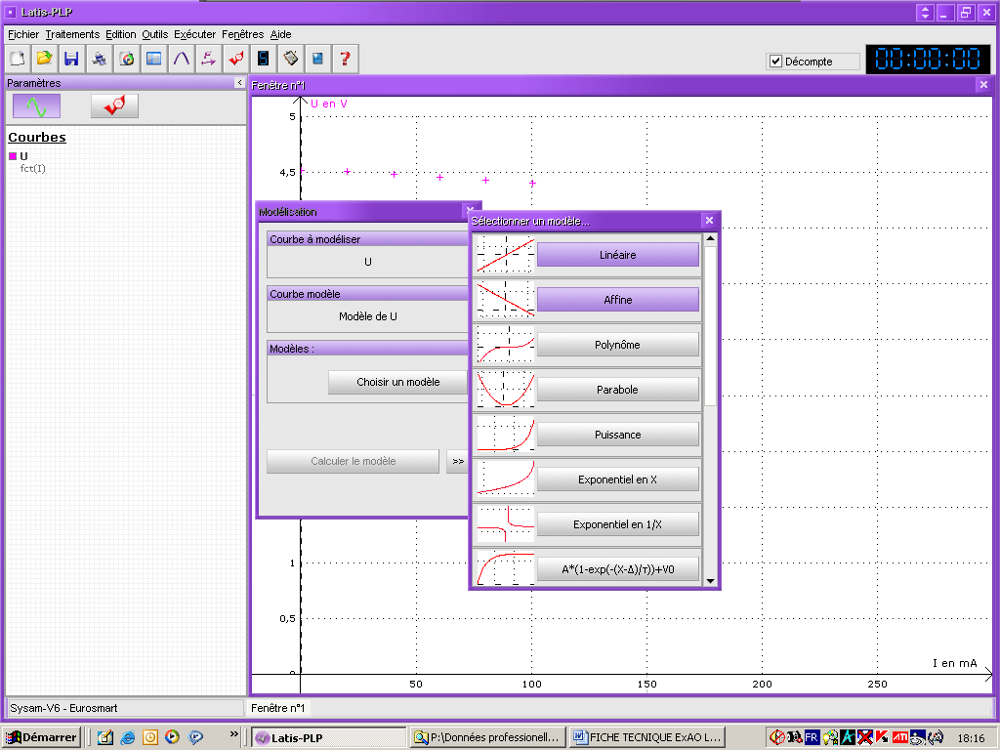 Latis-PLP
Fichier Traitements Edition Outils Exécuter Fenêtres Aide
Décompte
00:00:00
Paramètres
Fenêtre n°1
Courbes
U
fct(I)
U en V
5
4,5
1
0,5
0
50 100 150 200 250
I en mA
Modélisation
Courbe à modéliser
U
Courbe modèle
Modèle de U
Modèles :
Choisir un modèle
Calculer le modèle
>>
Sélectionner un modèle...
Linéaire
Affine
Polynôme
Parabole
Puissance
Exponentiel en X
Exponentiel en 1/X
A*(1-exp(-(X-Δ)/τ))+V0
Sysam-V6 - Eurosmart
Fenêtre n°1
Démarrer
»
Latis-PLP
P:\Données professionell...
FICHE TECHNIQUE ExAO L...
FR
18:16